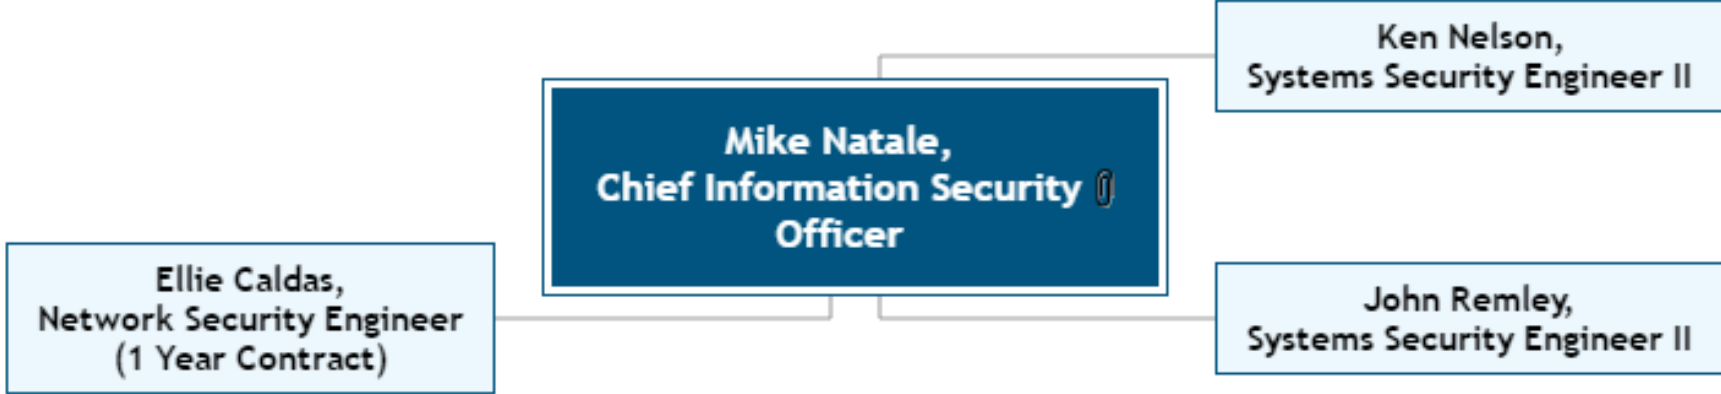 Ken Nelson,
Systems Security Engineer II
Mike Natale,
Chief Information Security
Officer
Ellie Caldas,
Network Security Engineer
(1 Year Contract)
John Remley,
Systems Security Engineer II